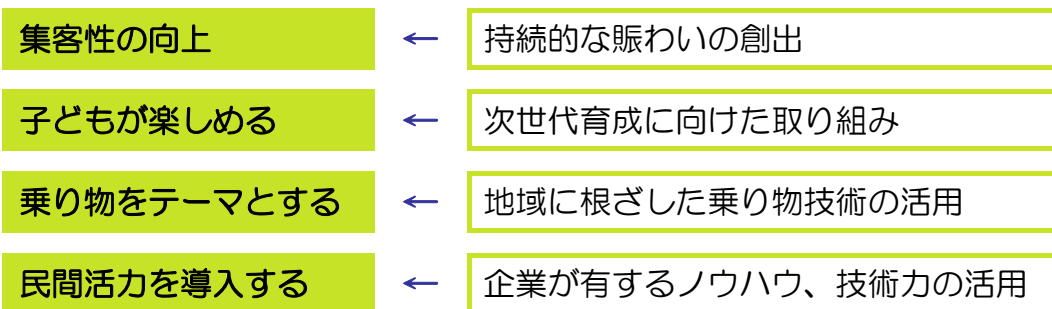 集客性の向上 ← 持続的な賑わいの創出
子どもが楽しめる ← 次世代育成に向けた取り組み
乗り物をテーマとする ← 地域に根ざした乗り物技術の活用
民間活力を導入する ← 企業が有するノウハウ、技術力の活用